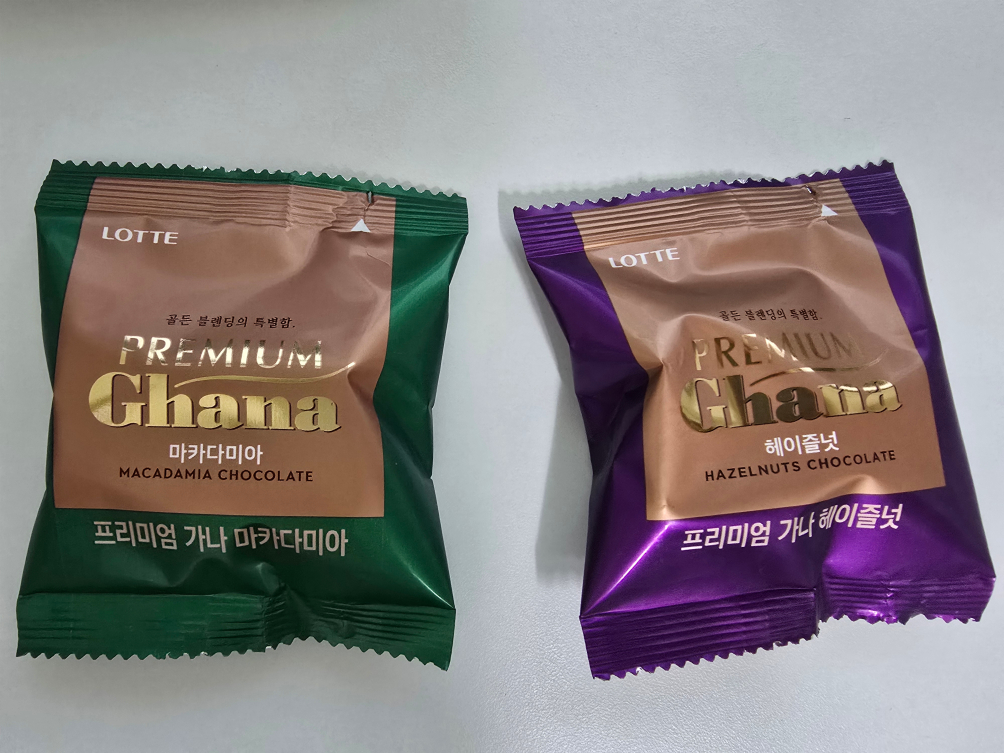 LOTTE
골든 블렌딩의 특별함.
PREMIUM
Ghana
마카다미아
MACADAMIA CHOCOLATE
프리미엄 가나 마카다미아
LOTTE
골든 블렌딩의 특별함.
PREMIUM
Ghana
헤이즐넛
HAZELNUTS CHOCOLATE
프리미엄 가나 헤이즐넛